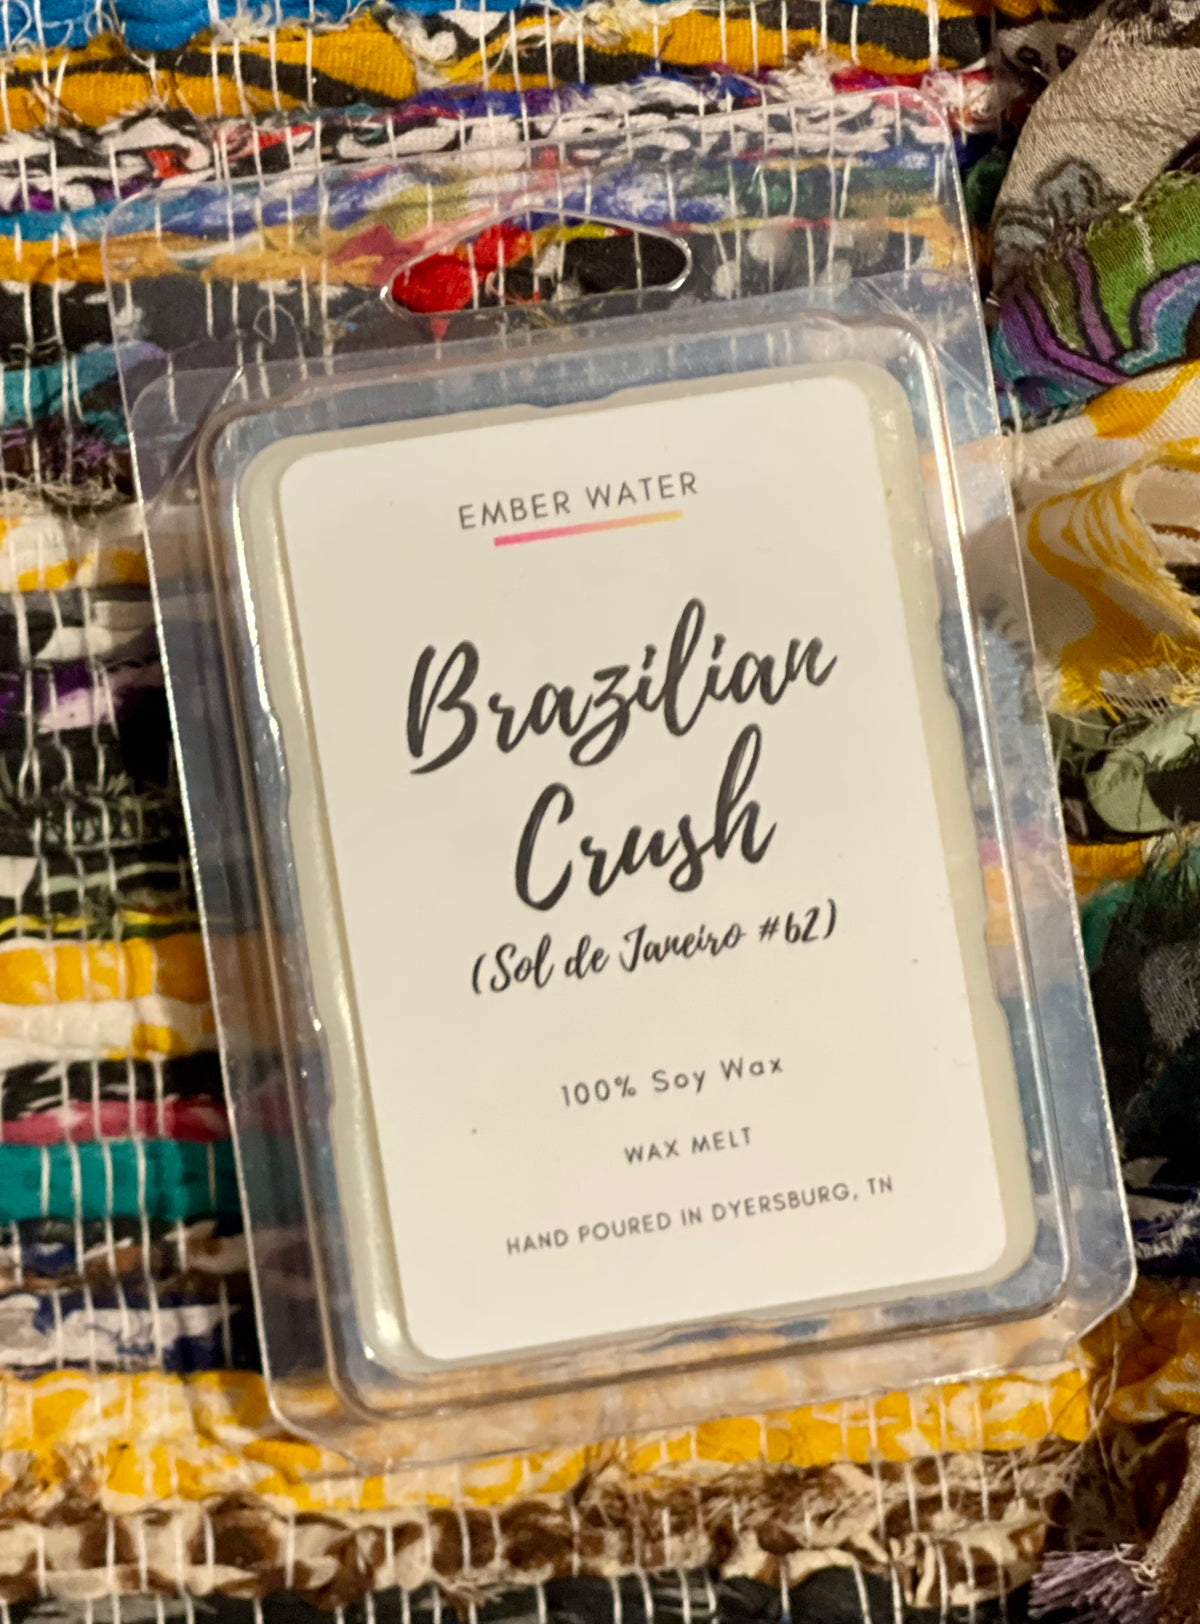 EMBER WATER
Brazilian
Crush
(Sol de Janeiro #62)
100% Soy Wax
WAX MELT
HAND POURED IN DYERSBURG, TN